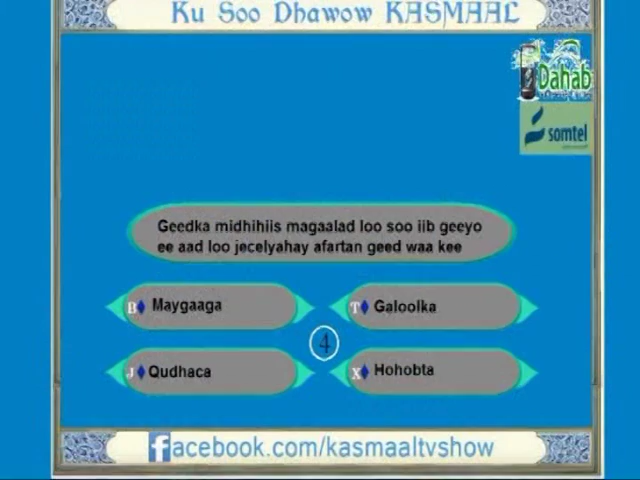 Ku Soo Dhawow KASMAAL
Dahab
somtel
Geedka midhihiis magaalad loo soo iib geeyo
ee aad loo jecelyahay afartan geed waa kee
B Maygaaga
T Galoolka
4
J Qudhaca
X Hohobta
facebook.com/kasmaaltvshow